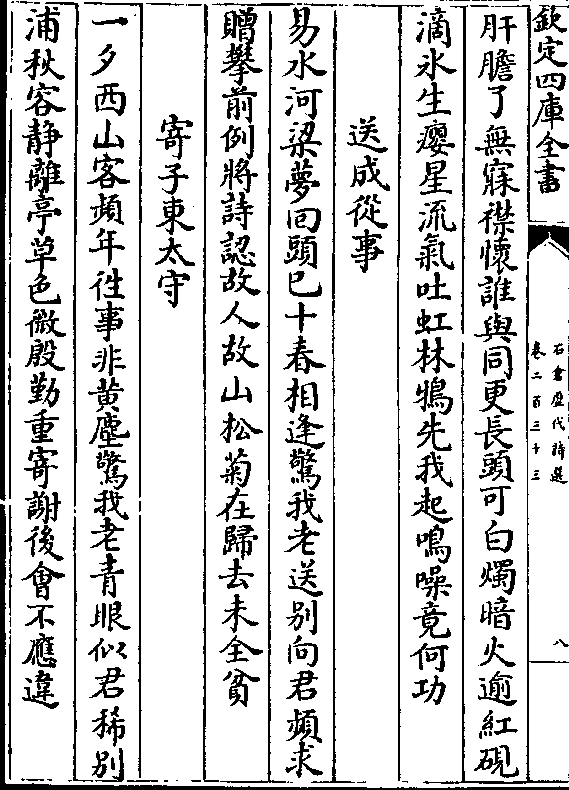 欽定四庫全書
石倉歷代詩選
卷二百三十三
八
肝膽了無寐襟懷誰與同更長頭可白燭暗火逾紅硯
滴氷生癭星流氣吐虹林鴉先我起鳴噪竟何功
送成從事
易水河梁夢回頭已十春相逢驚我老送別向君頻求
贈攀前例將詩認故人故山松菊在歸去未全貧
寄子東太守
一夕西山客頻年徃事非黄塵驚我老青眼似君稀別
浦秋容静離亭草色微殷勤重寄謝後會不應違